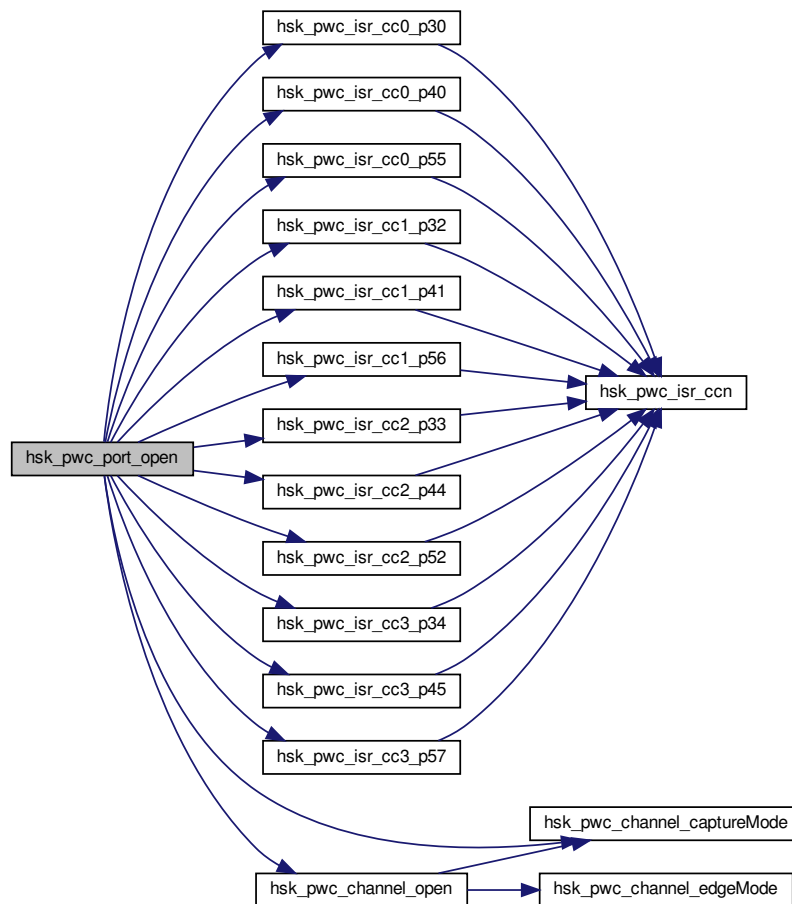 hsk_pwc_isr_cc0_p30
hsk_pwc_isr_cc0_p40
hsk_pwc_isr_cc0_p55
hsk_pwc_isr_cc1_p32
hsk_pwc_isr_cc1_p41
hsk_pwc_isr_cc1_p56
hsk_pwc_isr_ccn
hsk_pwc_isr_cc2_p33
hsk_pwc_port_open
hsk_pwc_isr_cc2_p44
hsk_pwc_isr_cc2_p52
hsk_pwc_isr_cc3_p34
hsk_pwc_isr_cc3_p45
hsk_pwc_isr_cc3_p57
hsk_pwc_channel_captureMode
hsk_pwc_channel_open
hsk_pwc_channel_edgeMode